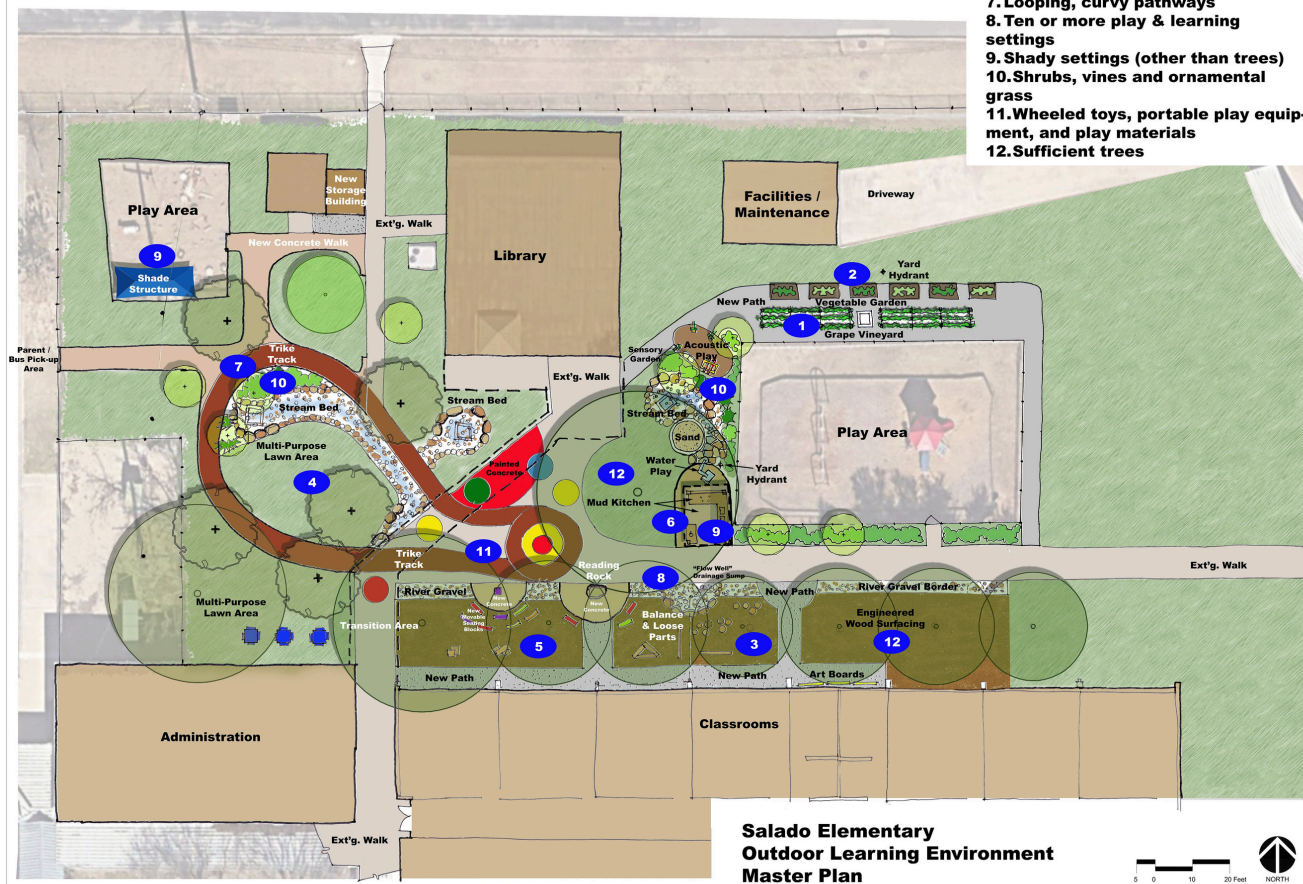 7. Looping, curvy pathways
8. Ten or more play & learning
settings
9. Shady settings (other than trees)
10. Shrubs, vines and ornamental
grass
11. Wheeled toys, portable play equip-
ment, and play materials
12. Sufficient trees
New
Storage
Building
Play Area
Facilities /
Maintenance
Driveway
Ext'g. Walk
New Concrete Walk
Library
9
Shade
Structure
2
Yard
Hydrant
New Path
Vegetable Garden
1
Grape Vineyard
Parent /
Bus Pick-up
Area
Trike
Track
7
10
Sensory
Garden
Acoustic
Play
Ext'g. Walk
10
Stream Bed
Stream Bed
Stream Bed
Multi-Purpose
Lawn Area
Sand
Play Area
Painted
Concrete
Water
Play
12
Yard
Hydrant
4
Mud Kitchen
6
9
11
Trike
Track
Reading
Rock
8
"Flow Well"
Drainage Sump
Ext'g. Walk
River Gravel
New
Concrete
New
Concrete
New Path
River Gravel Border
Multi-Purpose
Lawn Area
Transition Area
New
Movable
Seating
Blocks
Balance
& Loose
Parts
Engineered
Wood Surfacing
5
3
12
New Path
New Path
Art Boards
Administration
Classrooms
Ext'g. Walk
Salado Elementary
Outdoor Learning Environment
Master Plan
5 0 10 20 Feet
NORTH